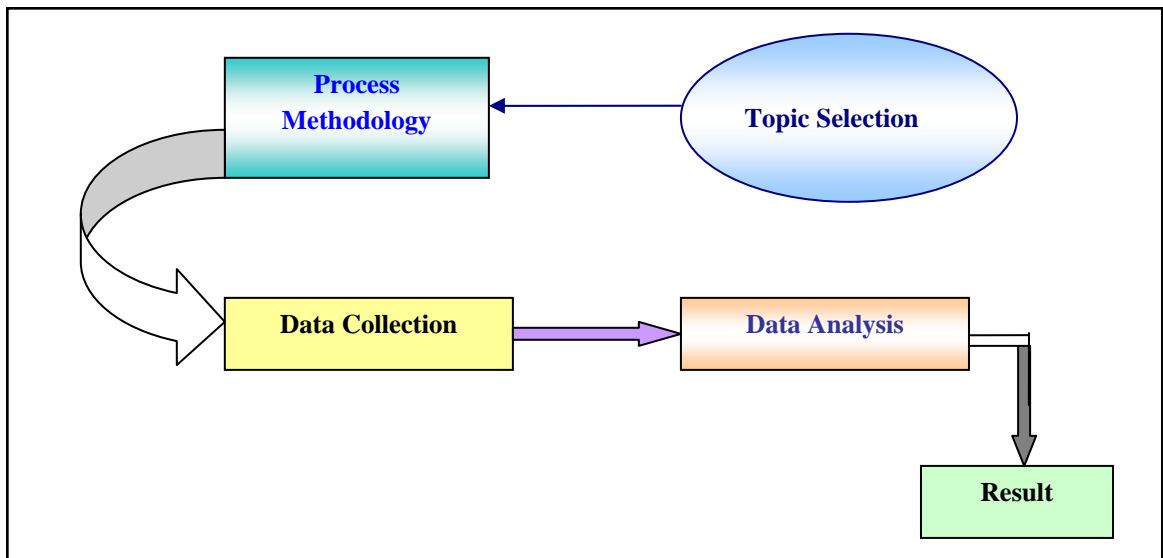 Process
Methodology
Topic Selection
Data Collection
Data Analysis
Result